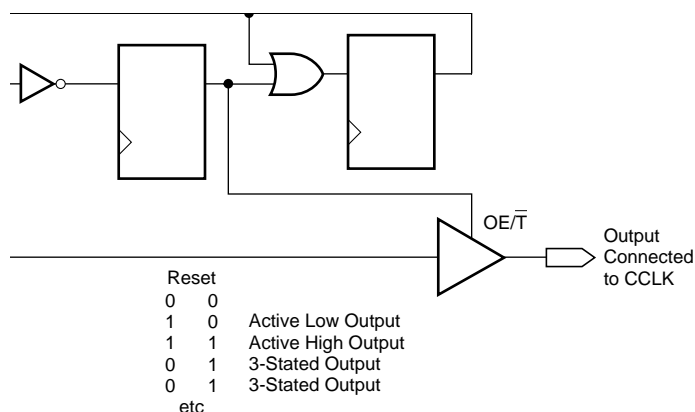 OE/T̅
Output
Connected
to CCLK
Reset
0 0
1 0 Active Low Output
1 1 Active High Output
0 1 3-Stated Output
0 1 3-Stated Output
etc